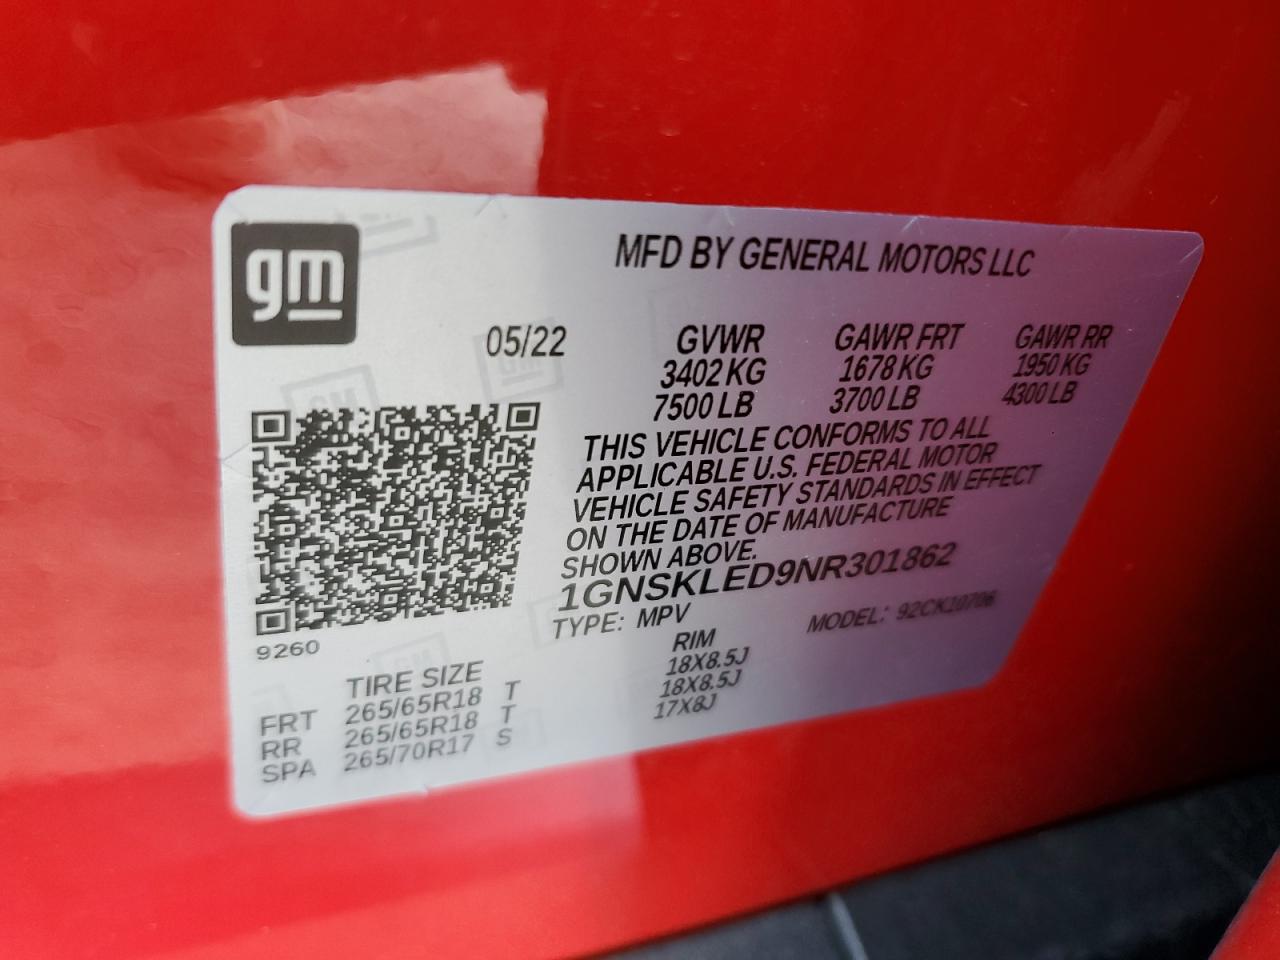 gm
MFD BY GENERAL MOTORS LLC
05/22 GVWR GAWR FRT GAWR RR
3402 KG 1678 KG 1950 KG
7500 LB 3700 LB 4300 LB
THIS VEHICLE CONFORMS TO ALL
APPLICABLE U.S. FEDERAL MOTOR
VEHICLE SAFETY STANDARDS IN EFFECT
ON THE DATE OF MANUFACTURE
SHOWN ABOVE.
1GNSKLED9NR301862
TYPE: MPV MODEL: 92CK10706
9260
TIRE SIZE RIM
FRT 265/65R18 T 18X8.5J
RR 265/65R18 T 18X8.5J
SPA 265/70R17 S 17X8J